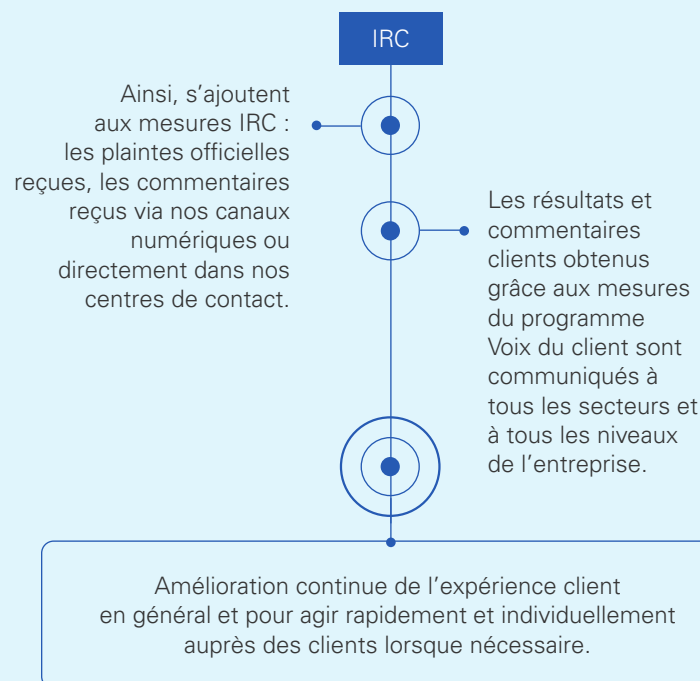 IRC
Ainsi, s’ajoutent
aux mesures IRC :
les plaintes officielles
reçues, les commentaires
reçus via nos canaux
numériques ou
directement dans nos
centres de contact.
Les résultats et
commentaires
clients obtenus
grâce aux mesures
du programme
Voix du client sont
communiqués à
tous les secteurs et
à tous les niveaux
de l’entreprise.
Amélioration continue de l’expérience client
en général et pour agir rapidement et individuellement
auprès des clients lorsque nécessaire.